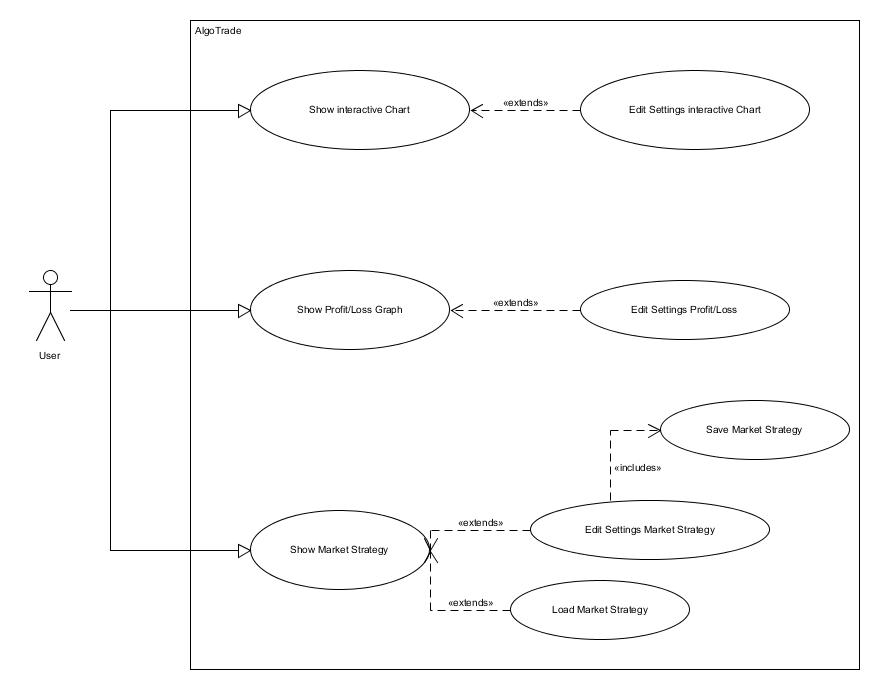 AlgoTrade
Show interactive Chart
«extends»
Edit Settings interactive Chart
User
Show Profit/Loss Graph
«extends»
Edit Settings Profit/Loss
Save Market Strategy
«includes»
Show Market Strategy
«extends»
Edit Settings Market Strategy
«extends»
Load Market Strategy